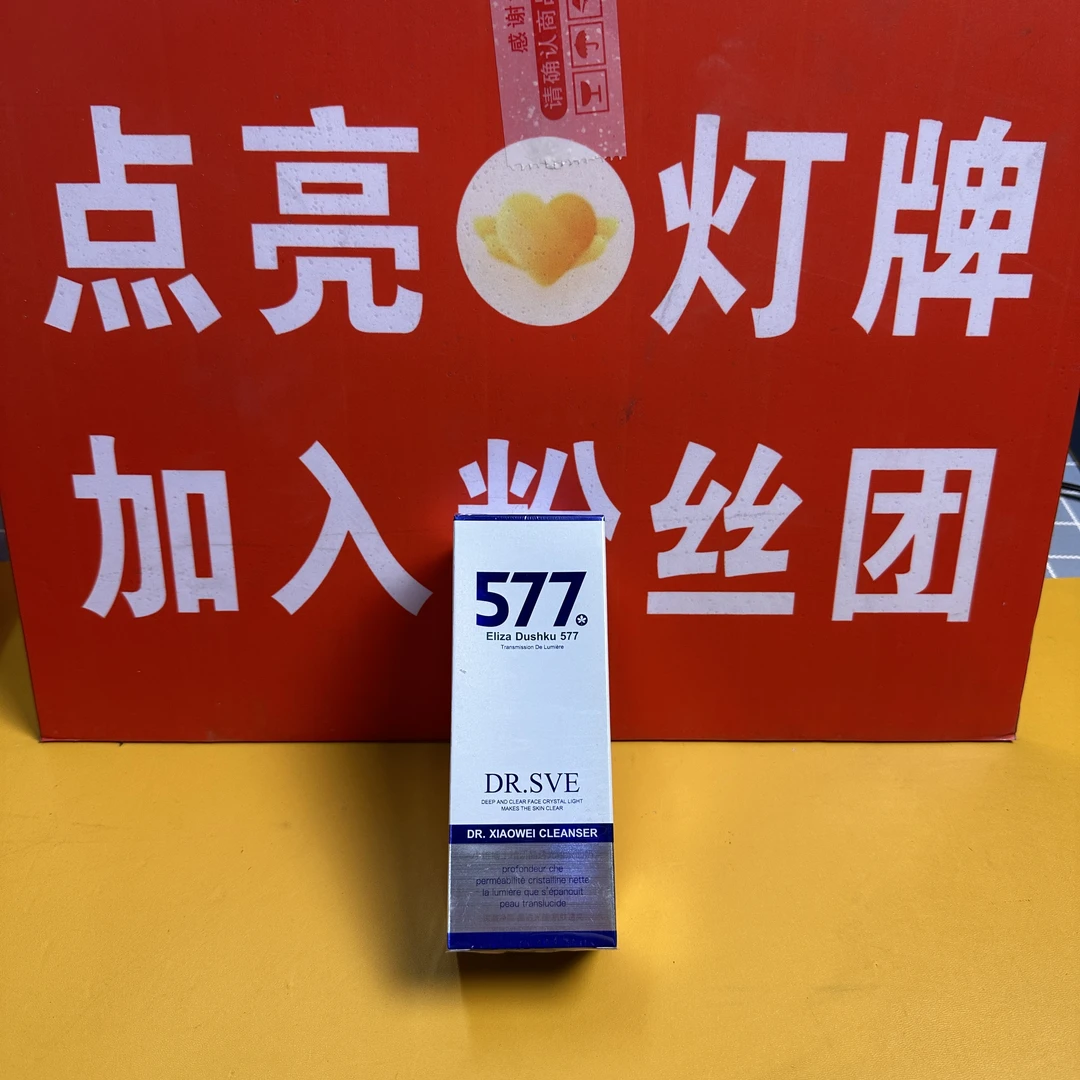 感谢
请确认商品
点亮 灯牌
加入粉丝团
577
Eliza Dushku 577
Transmission De Lumière
DR.SVE
DEEP AND CLEAR FACE CRYSTAL LIGHT
MAKES THE SKIN CLEAR
DR. XIAOWEI CLEANSER
profondeur che
perméabilité cristalline nette
la lumière que s'épanouit
peau translucide